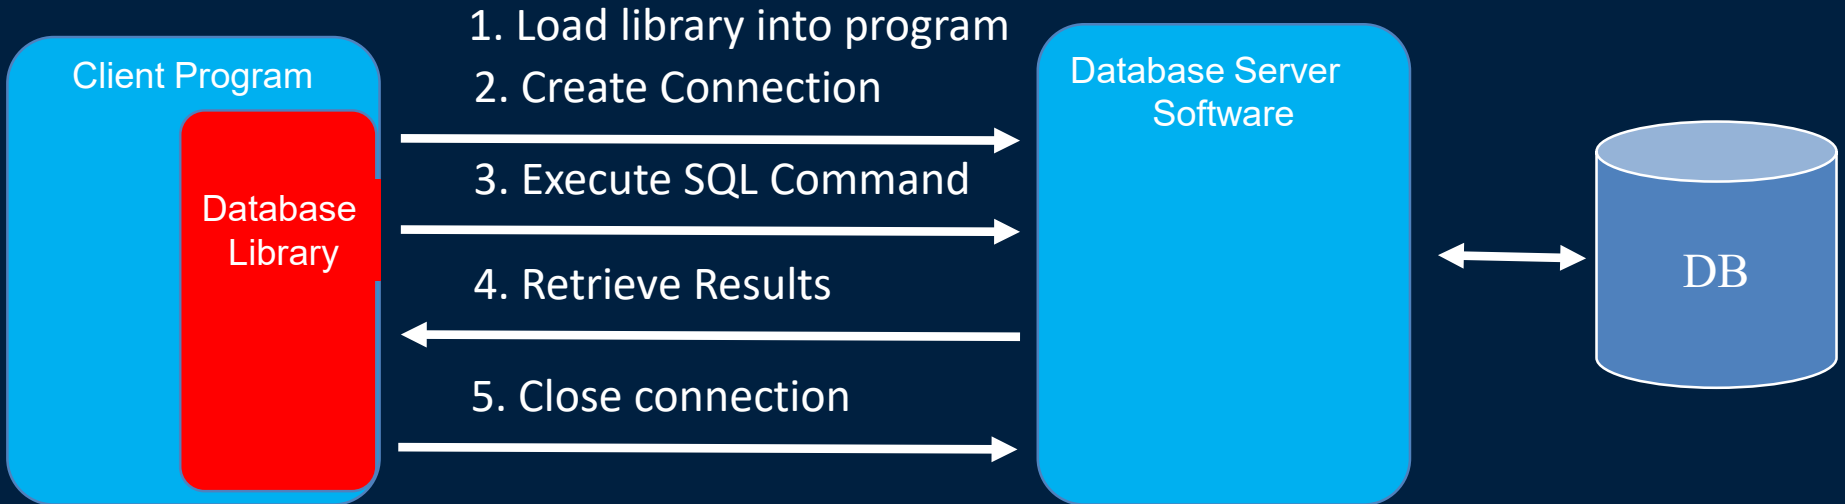 Client Program
Database
Library
1. Load library into program
2. Create Connection
3. Execute SQL Command
4. Retrieve Results
5. Close connection
Database Server
Software
DB